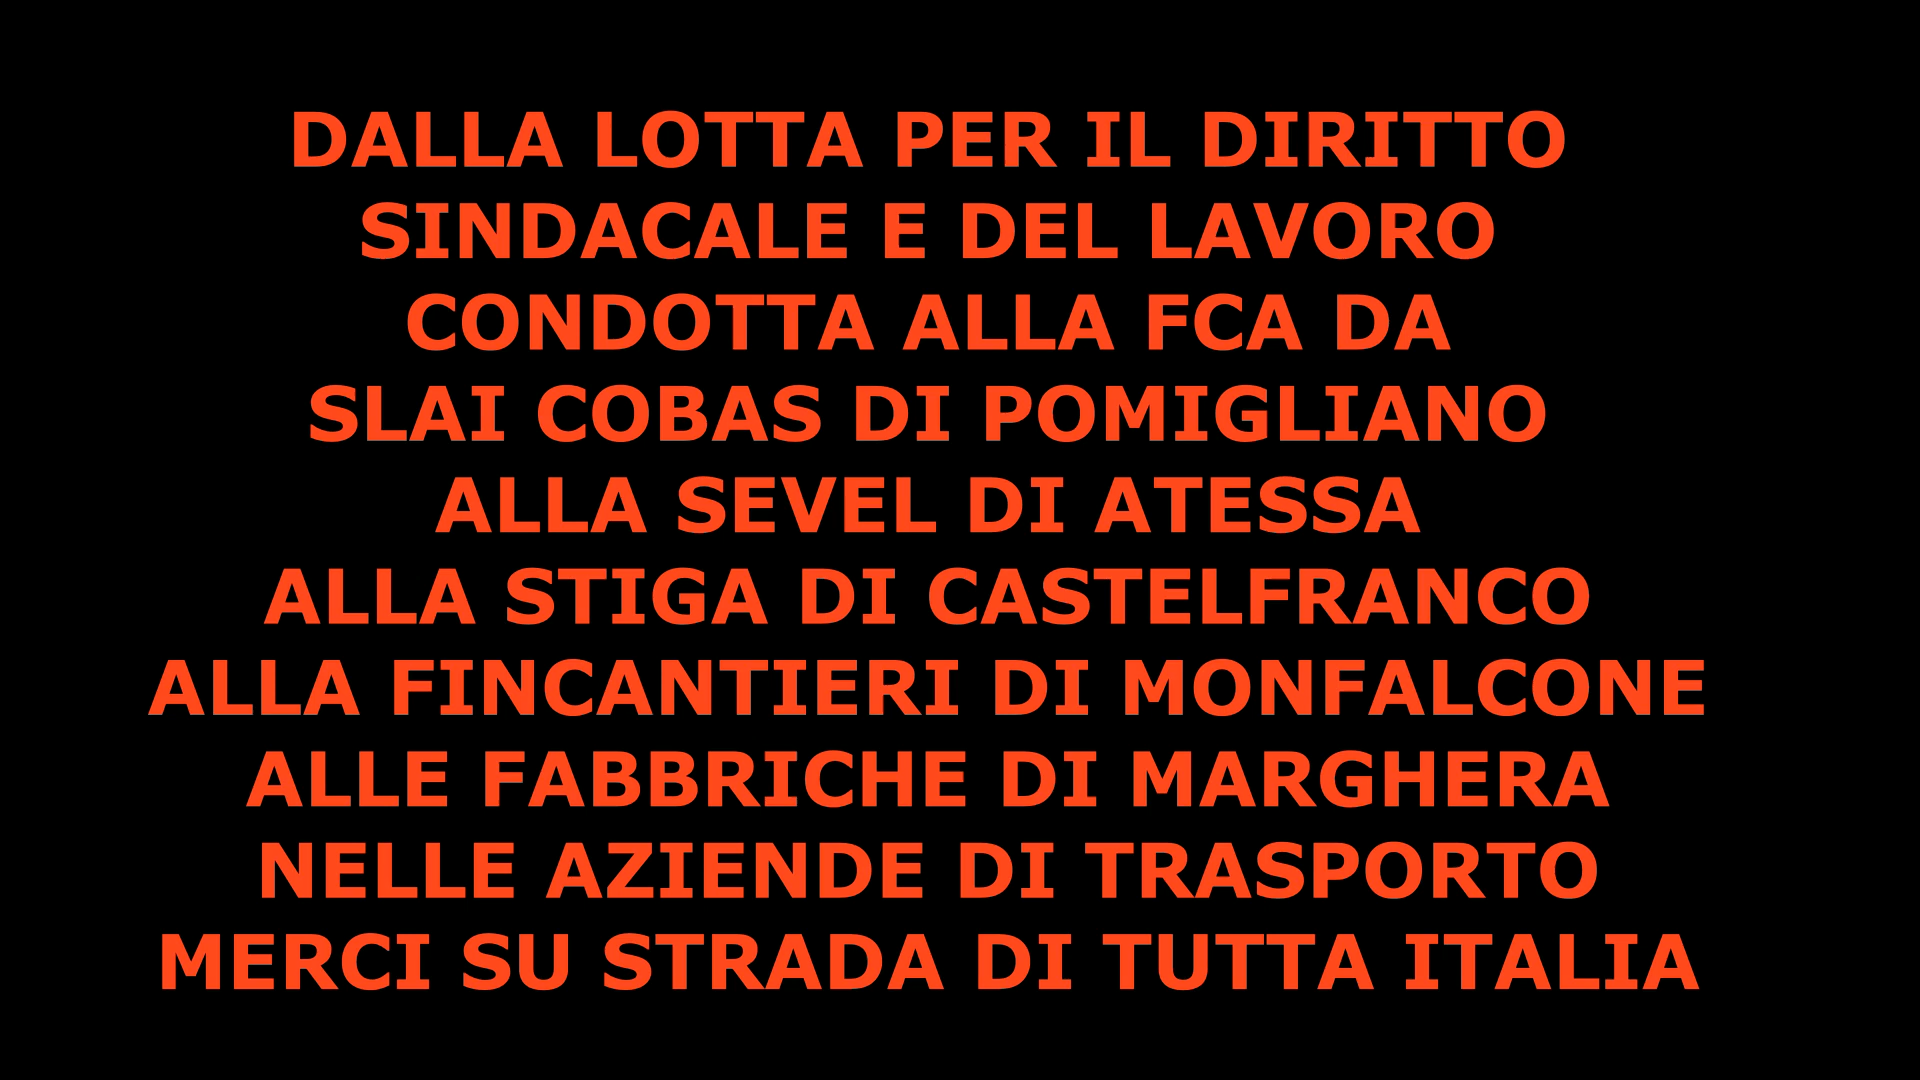 DALLA LOTTA PER IL DIRITTO
SINDACALE E DEL LAVORO
CONDOTTA ALLA FCA DA
SLAI COBAS DI POMIGLIANO
ALLA SEVEL DI ATESSA
ALLA STIGA DI CASTELFRANCO
ALLA FINCANTIERI DI MONFALCONE
ALLE FABBRICHE DI MARGHERA
NELLE AZIENDE DI TRASPORTO
MERCI SU STRADA DI TUTTA ITALIA